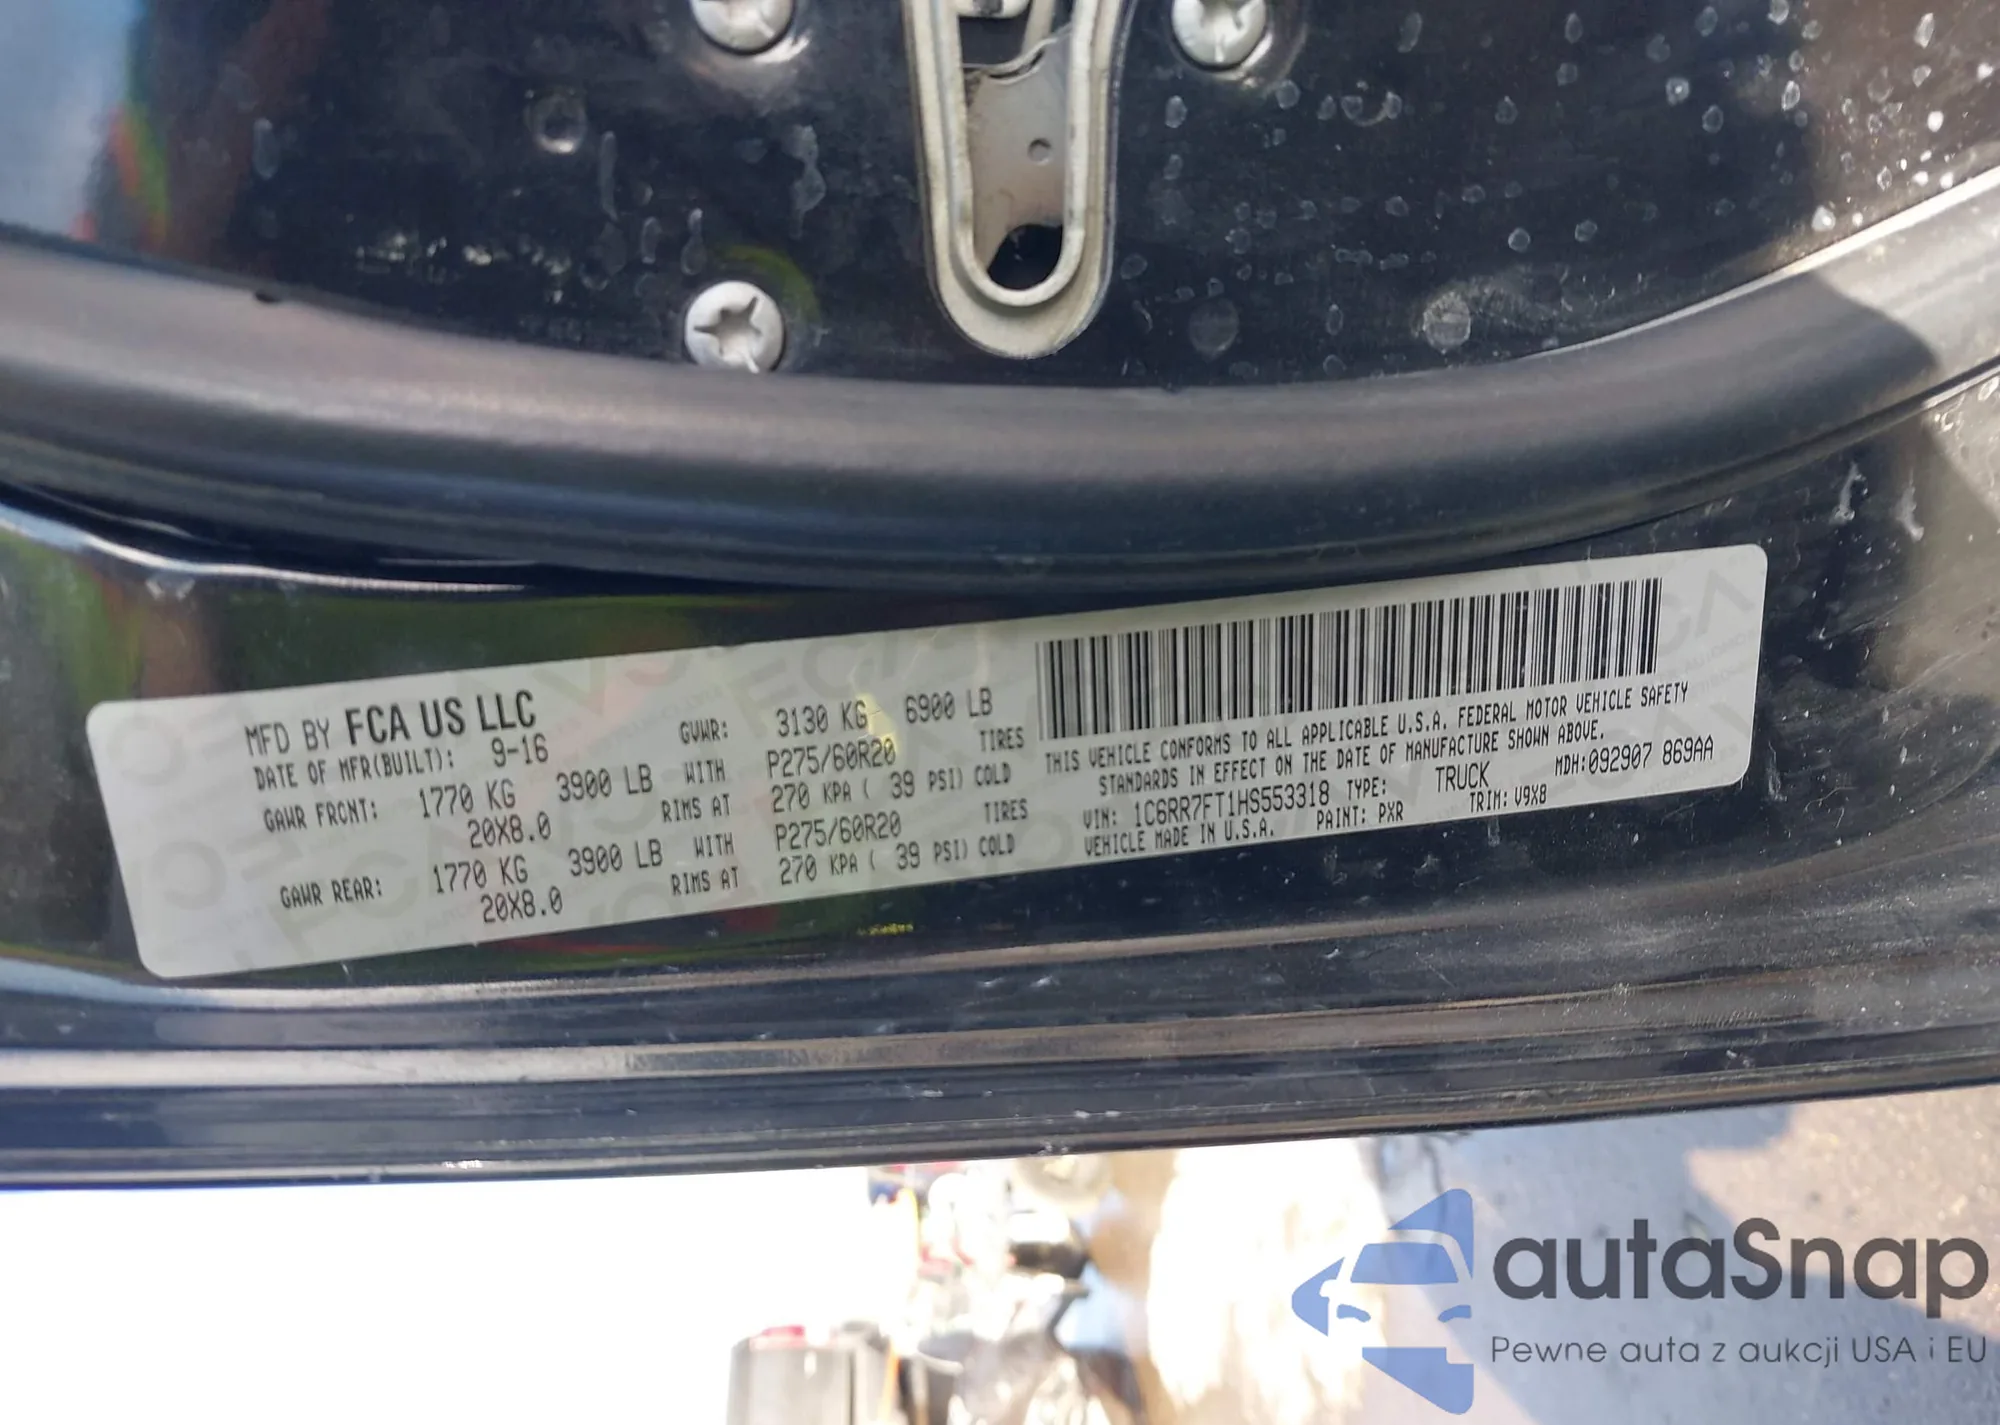 MFD BY FCA US LLC
DATE OF MFR(BUILT): 9-16 GVWR: 3130 KG 6900 LB
GAWR FRONT: 1770 KG 3900 LB WITH P275/60R20 TIRES
20X8.0 RIMS AT 270 KPA ( 39 PSI) COLD
GAWR REAR: 1770 KG 3900 LB WITH P275/60R20 TIRES
20X8.0 RIMS AT 270 KPA ( 39 PSI) COLD
THIS VEHICLE CONFORMS TO ALL APPLICABLE U.S.A. FEDERAL MOTOR VEHICLE SAFETY
STANDARDS IN EFFECT ON THE DATE OF MANUFACTURE SHOWN ABOVE.
MDH:092907 869AA
VIN: 1C6RR7FT1HS553318 TYPE: TRUCK
VEHICLE MADE IN U.S.A. PAINT: PXR TRIM: V9X8
autaSnap
Pewne auta z aukcji USA i EU